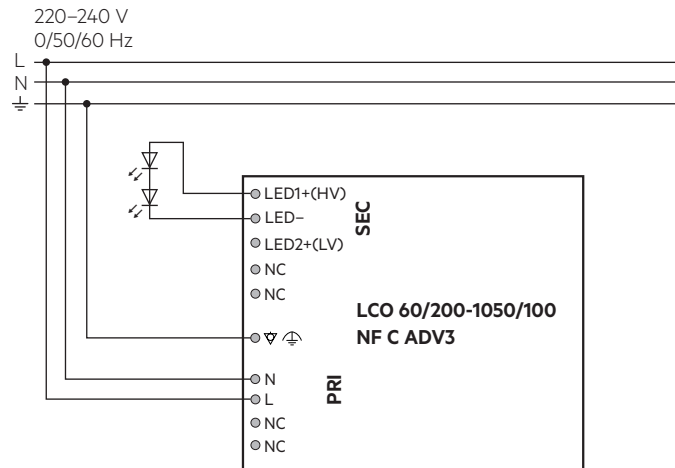 220–240 V
0/50/60 Hz
L
N
LED1+(HV)
LED–
LED2+(LV)
NC
NC
SEC
LCO 60/200-1050/100
NF C ADV3
N
L
NC
NC
PRI